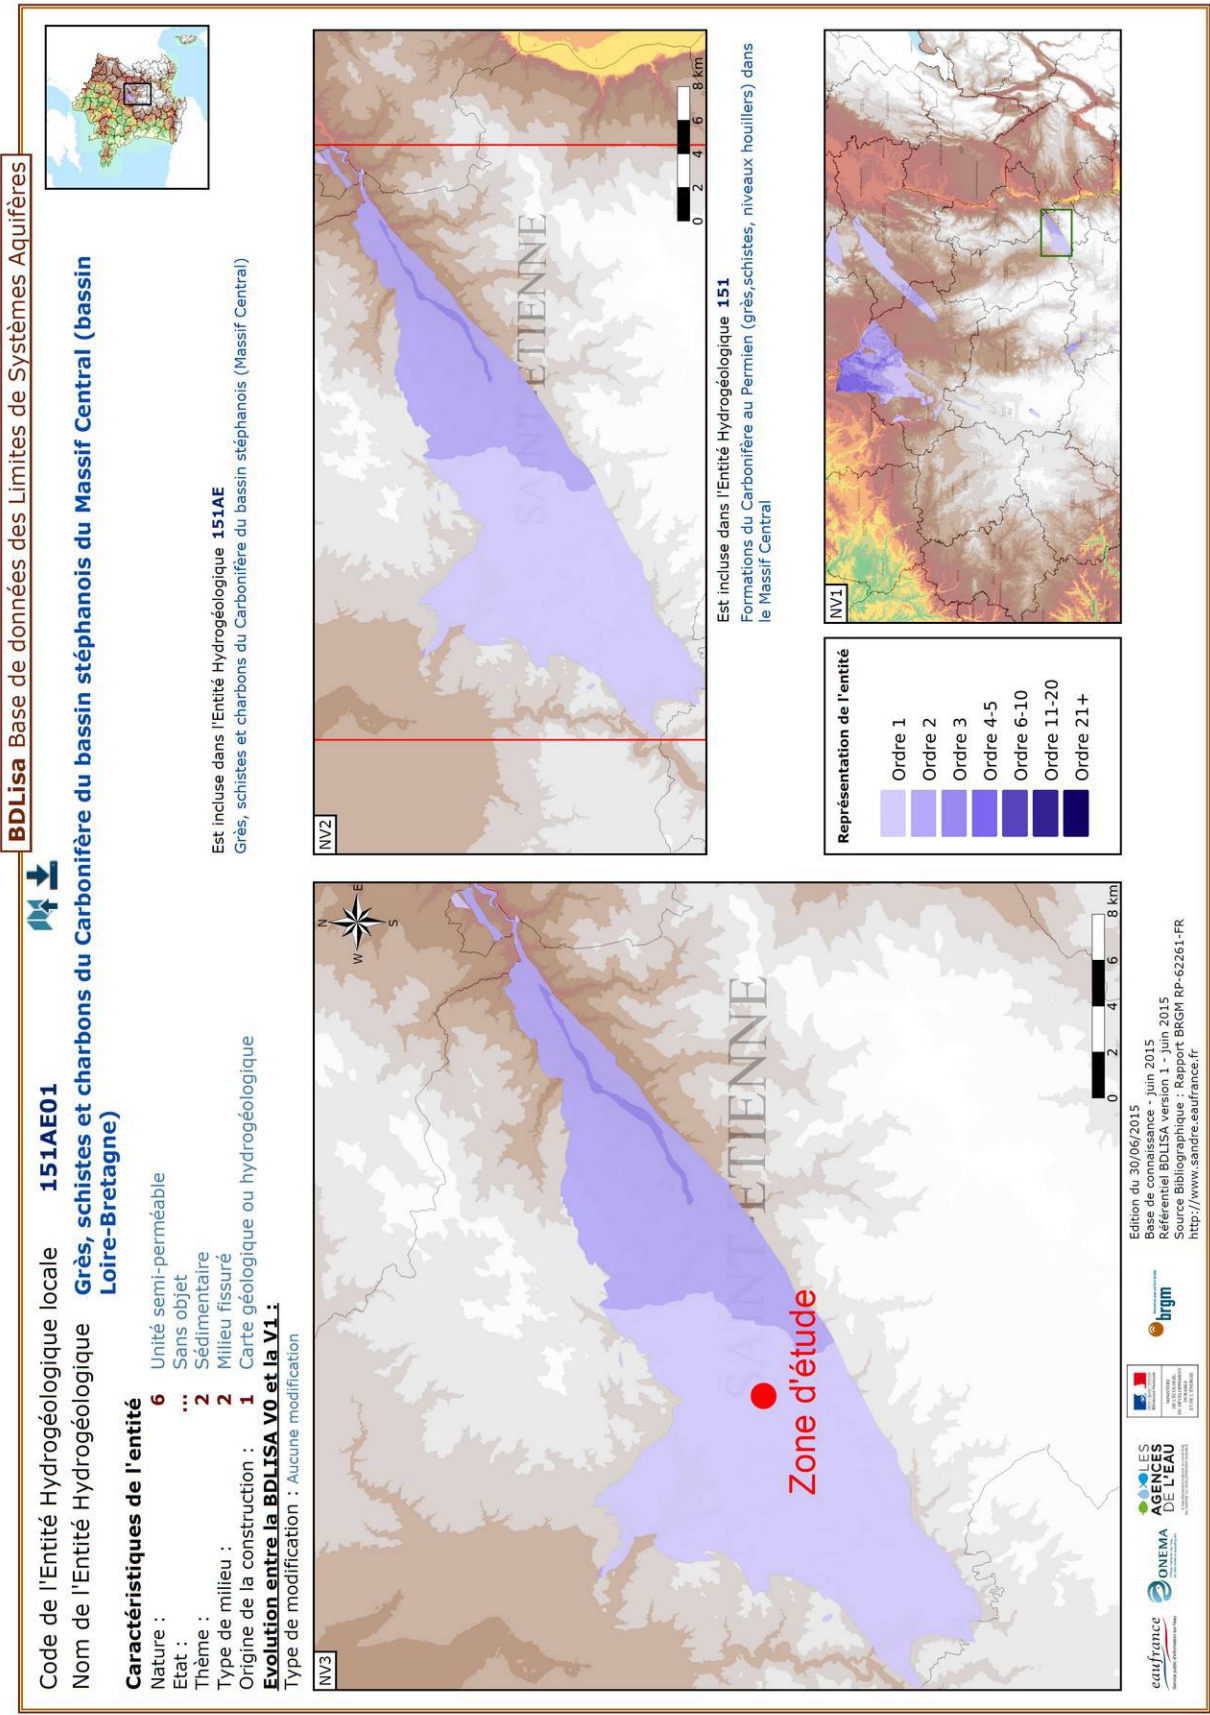 BDLisa Base de données des Limites de Systèmes Aquifères
Code de l'Entité Hydrogéologique locale 151AE01
Nom de l'Entité Hydrogéologique Grès, schistes et charbons du Carbonifère du bassin stéphanois du Massif Central (bassin
Loire-Bretagne)
Caractéristiques de l'entité
Nature : 6 Unité semi-perméable
Etat : ... Sans objet
Thème : 2 Sédimentaire
Type de milieu : 2 Milieu fissuré
Origine de la construction : 1 Carte géologique ou hydrogéologique
Evolution entre la BDLISA V0 et la V1 :
Type de modification : Aucune modification
Est incluse dans l'Entité Hydrogéologique 151AE
Grès, schistes et charbons du Carbonifère du bassin stéphanois (Massif Central)
NV3
N
W
E
S
SAINT ETIENNE
Zone d'étude
0 2 4 6 8 km
NV2
SAINT ETIENNE
0 2 4 6 8 km
Est incluse dans l'Entité Hydrogéologique 151
Formations du Carbonifère au Permien (grès,schistes, niveaux houillers) dans
le Massif Central
Représentation de l'entité
Ordre 1
Ordre 2
Ordre 3
Ordre 4-5
Ordre 6-10
Ordre 11-20
Ordre 21+
NV1
eaufrance
ONEMA
LES
AGENCES
DE L'EAU
brgm
Edition du 30/06/2015
Base de connaissance - juin 2015
Référentiel BDLISA version 1 - juin 2015
Source Bibliographique : Rapport BRGM RP-62261-FR
http://www.sandre.eaufrance.fr